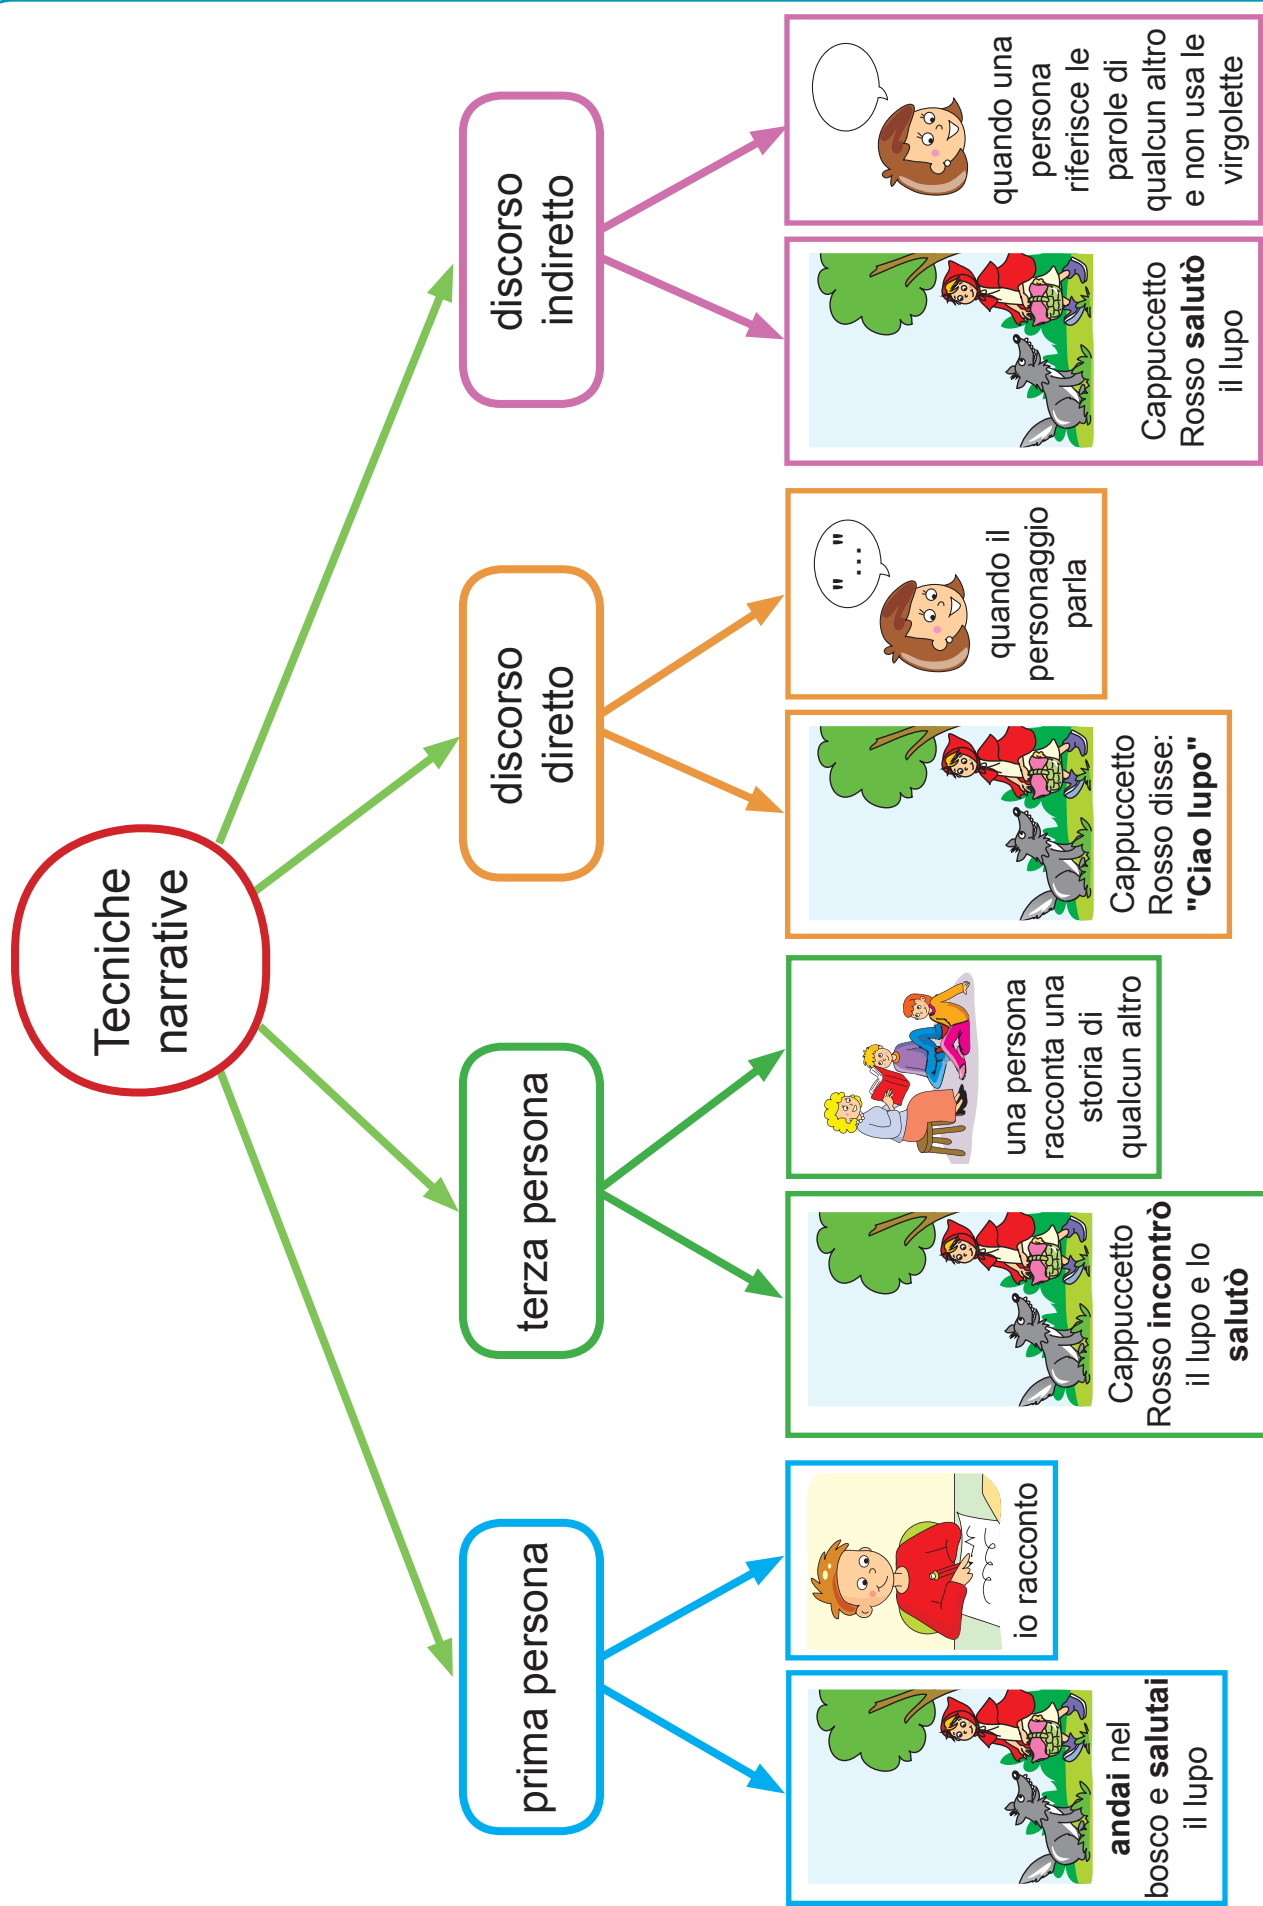 Tecniche
narrative
prima persona
terza persona
discorso
diretto
discorso
indiretto
andai nel
bosco e salutai
il lupo
io racconto
Cappuccetto
Rosso incontrò
il lupo e lo
salutò
una persona
racconta una
storia di
qualcun altro
Cappuccetto
Rosso disse:
"Ciao lupo"
" ... "
quando il
personaggio
parla
Cappuccetto
Rosso salutò
il lupo
quando una
persona
riferisce le
parole di
qualcun altro
e non usa le
virgolette